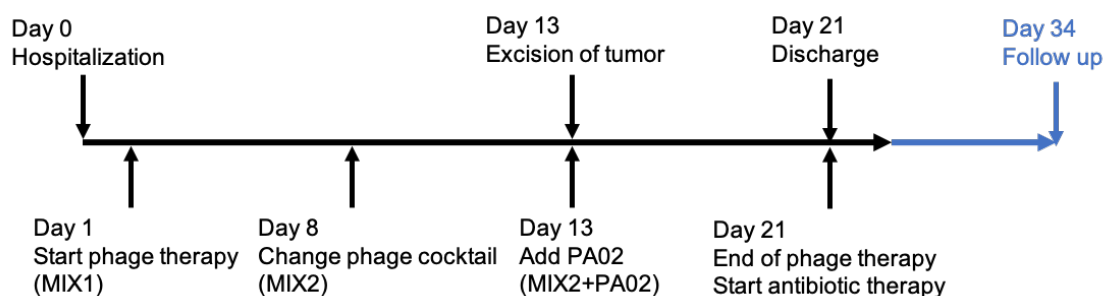 Day 0
Hospitalization
Day 13
Excision of tumor
Day 21
Discharge
Day 34
Follow up
Day 1
Start phage therapy
(MIX1)
Day 8
Change phage cocktail
(MIX2)
Day 13
Add PA02
(MIX2+PA02)
Day 21
End of phage therapy
Start antibiotic therapy